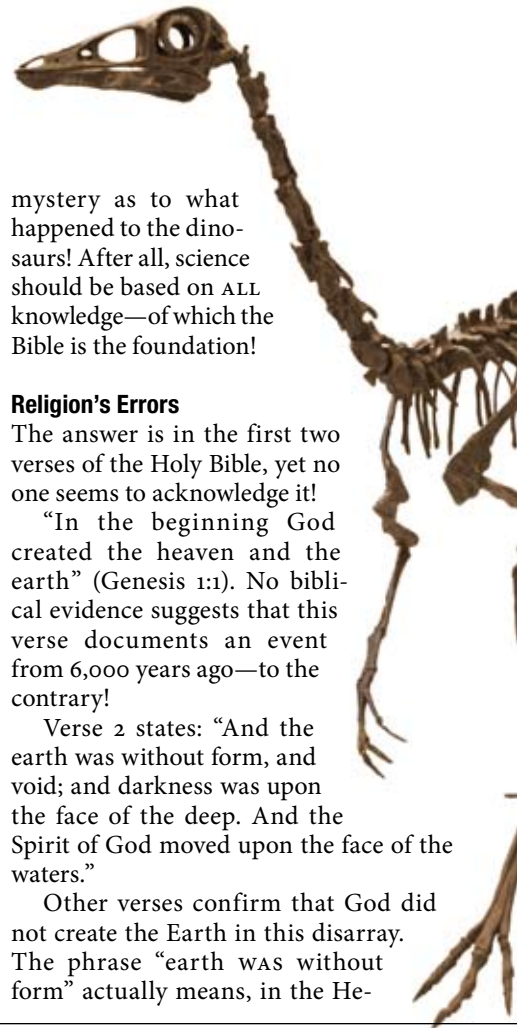 mystery as to what
happened to the dino-
saurs! After all, science
should be based on ALL
knowledge—of which the
Bible is the foundation!
Religion’s Errors
The answer is in the first two
verses of the Holy Bible, yet no
one seems to acknowledge it!
“In the beginning God
created the heaven and the
earth” (Genesis 1:1). No bibli-
cal evidence suggests that this
verse documents an event
from 6,000 years ago—to the
contrary!
Verse 2 states: “And the
earth was without form, and
void; and darkness was upon
the face of the deep. And the
Spirit of God moved upon the face of the
waters.”
Other verses confirm that God did
not create the Earth in this disarray.
The phrase “earth WAS without
form” actually means, in the He-